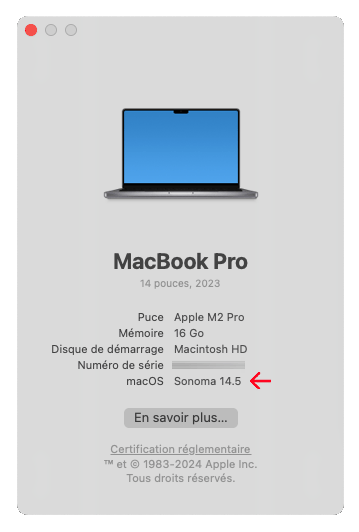 MacBook Pro
14 pouces, 2023
Puce Apple M2 Pro
Mémoire 16 Go
Disque de démarrage Macintosh HD
Numéro de série
macOS Sonoma 14.5
En savoir plus...
Certification réglementaire
™ et © 1983-2024 Apple Inc.
Tous droits réservés.